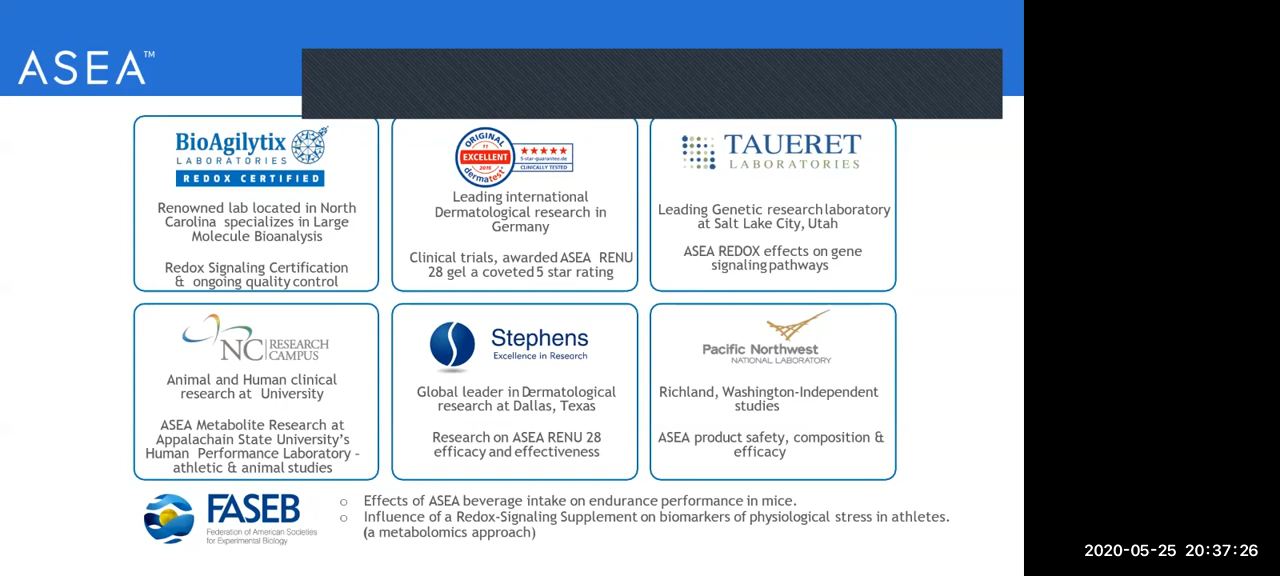 ASEA™
BioAgilytix
LABORATORIES
REDOX CERTIFIED
Renowned lab located in North
Carolina specializes in Large
Molecule Bioanalysis
Redox Signaling Certification
& ongoing quality control
ORIGINAL
EXCELLENT
2016
dermatest
5-star-guarantee.de
CLINICALLY TESTED
Leading international
Dermatological research in
Germany
Clinical trials, awarded ASEA RENU
28 gel a coveted 5 star rating
TAUERET
LABORATORIES
Leading Genetic research laboratory
at Salt Lake City, Utah
ASEA REDOX effects on gene
signaling pathways
NC RESEARCH
CAMPUS
Animal and Human clinical
research at University
ASEA Metabolite Research at
Appalachain State University's
Human Performance Laboratory -
athletic & animal studies
Stephens
Excellence in Research
Global leader in Dermatological
research at Dallas, Texas
Research on ASEA RENU 28
efficacy and effectiveness
Pacific Northwest
NATIONAL LABORATORY
Richland, Washington-Independent
studies
ASEA product safety, composition &
efficacy
FASEB
Federation of American Societies
for Experimental Biology
○ Effects of ASEA beverage intake on endurance performance in mice.
○ Influence of a Redox-Signaling Supplement on biomarkers of physiological stress in athletes.
(a metabolomics approach)
2020-05-25 20:37:26